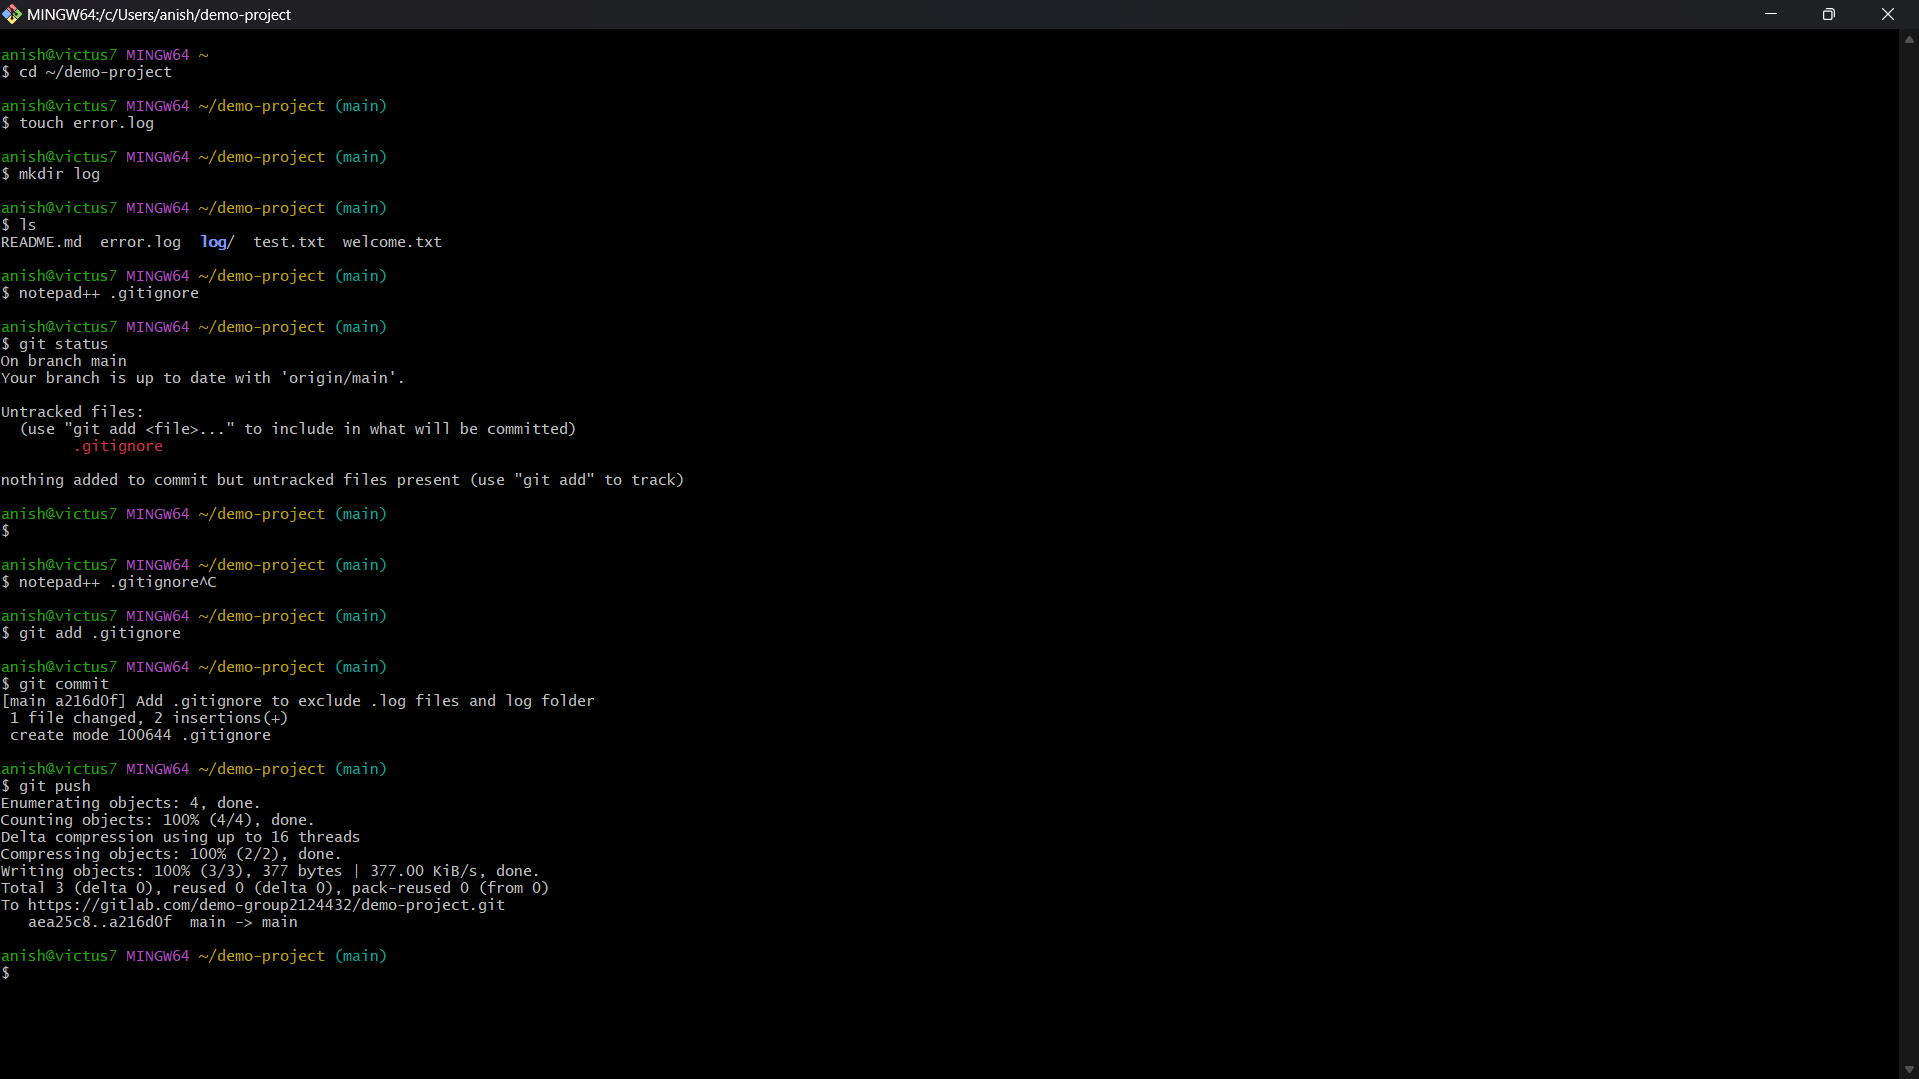 MINGW64:/c/Users/anish/demo-project
anish@victus7 MINGW64 ~
$ cd ~/demo-project
anish@victus7 MINGW64 ~/demo-project (main)
$ touch error.log
anish@victus7 MINGW64 ~/demo-project (main)
$ mkdir log
anish@victus7 MINGW64 ~/demo-project (main)
$ ls
README.md  error.log  log/  test.txt  welcome.txt
anish@victus7 MINGW64 ~/demo-project (main)
$ notepad++ .gitignore
anish@victus7 MINGW64 ~/demo-project (main)
$ git status
On branch main
Your branch is up to date with 'origin/main'.
Untracked files:
  (use "git add <file>..." to include in what will be committed)
        .gitignore
nothing added to commit but untracked files present (use "git add" to track)
anish@victus7 MINGW64 ~/demo-project (main)
$
anish@victus7 MINGW64 ~/demo-project (main)
$ notepad++ .gitignore^C
anish@victus7 MINGW64 ~/demo-project (main)
$ git add .gitignore
anish@victus7 MINGW64 ~/demo-project (main)
$ git commit
[main a216d0f] Add .gitignore to exclude .log files and log folder
 1 file changed, 2 insertions(+)
 create mode 100644 .gitignore
anish@victus7 MINGW64 ~/demo-project (main)
$ git push
Enumerating objects: 4, done.
Counting objects: 100% (4/4), done.
Delta compression using up to 16 threads
Compressing objects: 100% (2/2), done.
Writing objects: 100% (3/3), 377 bytes | 377.00 KiB/s, done.
Total 3 (delta 0), reused 0 (delta 0), pack-reused 0 (from 0)
To https://gitlab.com/demo-group2124432/demo-project.git
   aea25c8..a216d0f  main -> main
anish@victus7 MINGW64 ~/demo-project (main)
$